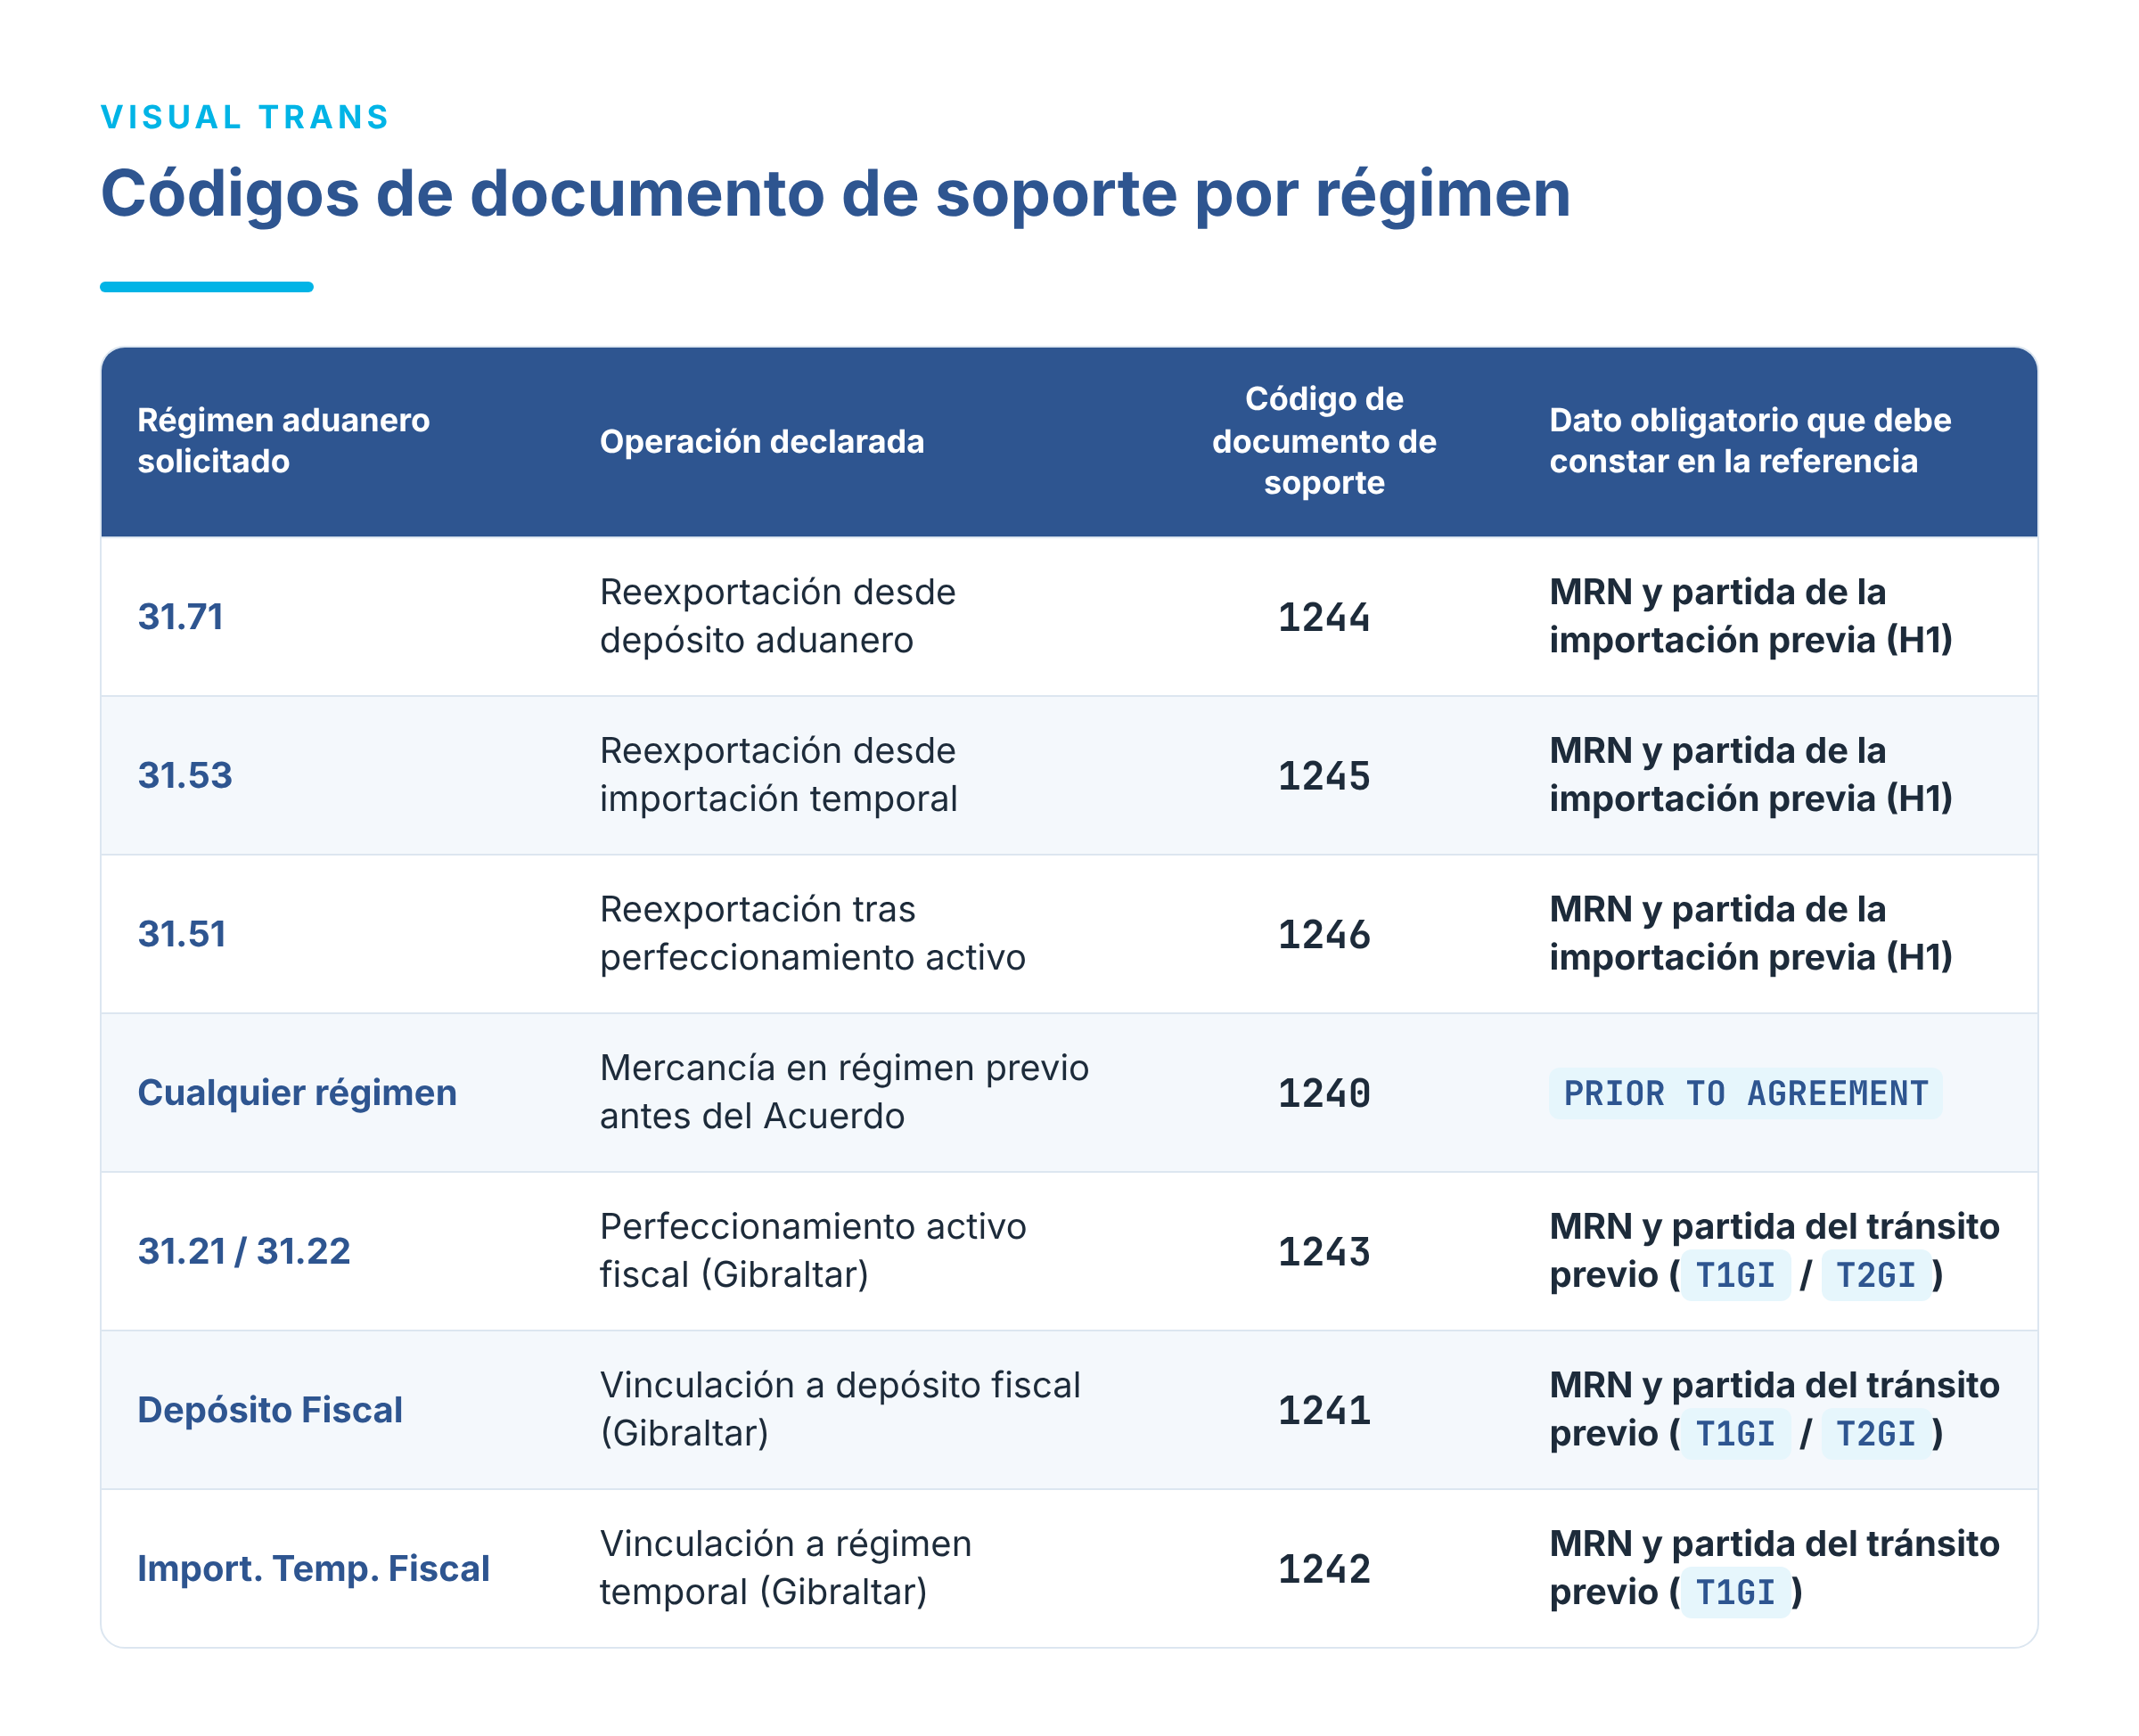 VISUAL TRANS
Códigos de documento de soporte por régimen
Régimen aduanero
solicitado
Operación declarada
Código de
documento de
soporte
Dato obligatorio que debe
constar en la referencia
31.71
Reexportación desde
depósito aduanero
1244
MRN y partida de la
importación previa (H1)
31.53
Reexportación desde
importación temporal
1245
MRN y partida de la
importación previa (H1)
31.51
Reexportación tras
perfeccionamiento activo
1246
MRN y partida de la
importación previa (H1)
Cualquier régimen
Mercancía en régimen previo
antes del Acuerdo
1240
PRIOR TO AGREEMENT
31.21 / 31.22
Perfeccionamiento activo
fiscal (Gibraltar)
1243
MRN y partida del tránsito
previo ( T1GI / T2GI )
Depósito Fiscal
Vinculación a depósito fiscal
(Gibraltar)
1241
MRN y partida del tránsito
previo ( T1GI / T2GI )
Import. Temp. Fiscal
Vinculación a régimen
temporal (Gibraltar)
1242
MRN y partida del tránsito
previo ( T1GI )